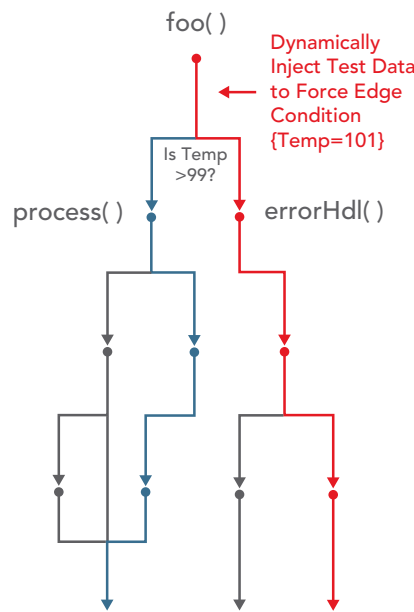 foo( )
Dynamically
Inject Test Data
to Force Edge
Condition
{Temp=101}
Is Temp
>99?
process( )
errorHdl( )